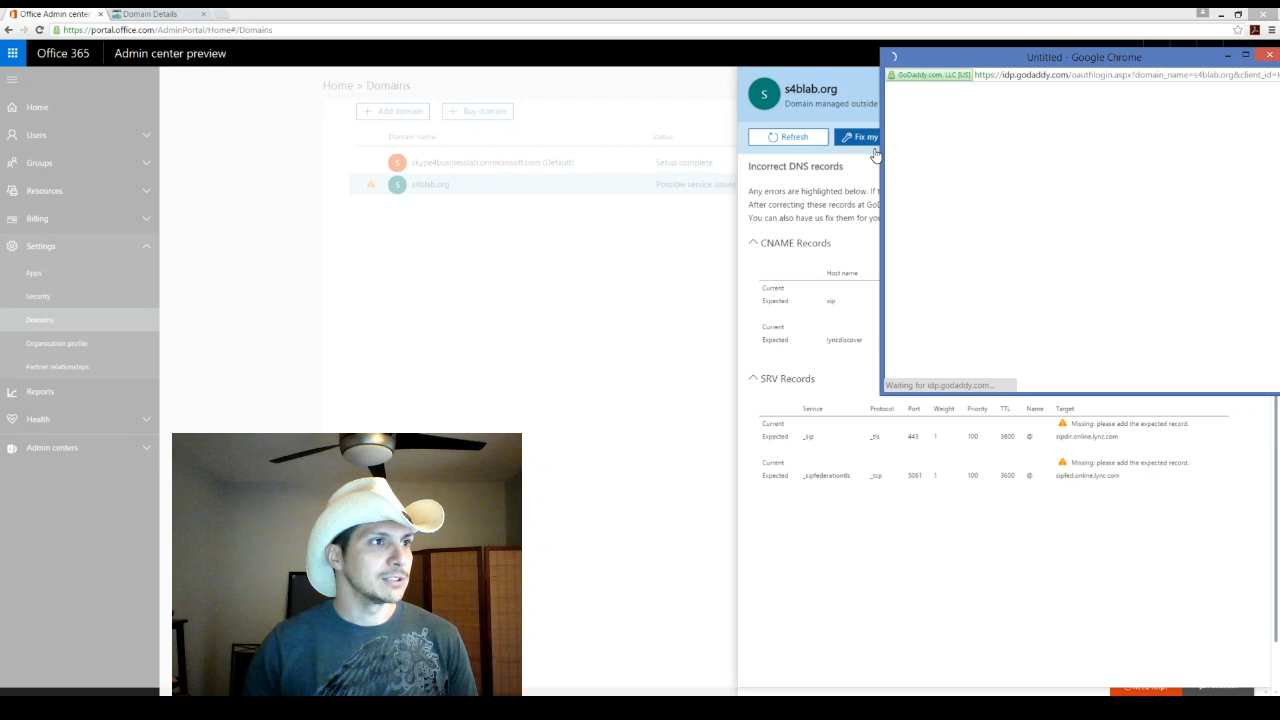 Office Admin center
Domain Details
https://portal.office.com/AdminPortal/Home#/Domains
Office 365
Admin center preview
Untitled - Google Chrome
GoDaddy.com, LLC [US]
https://idp.godaddy.com/oauthlogin.aspx?domain_name=s4blab.org&client_id=
Waiting for idp.godaddy.com...
Home
Users
Groups
Resources
Billing
Settings
Apps
Security
Domains
Organization profile
Partner relationships
Reports
Health
Admin centers
Home > Domains
+ Add domain
+ Buy domain
Domain name
Status
S
skype4businesslab.onmicrosoft.com (Default)
Setup complete
S
s4blab.org
Possible service issues
S
s4blab.org
Domain managed outside
Refresh
Fix my
Incorrect DNS records
Any errors are highlighted below. If
After correcting these records at GoD
You can also have us fix them for you
CNAME Records
Host name
Current
Expected sip
Current
Expected lyncdiscover
SRV Records
Service Protocol Port Weight Priority TTL Name Target
Current Missing: please add the expected record.
Expected _sip _tls 443 1 100 3600 @ sipdir.online.lync.com
Current Missing: please add the expected record.
Expected _sipfederationtls _tcp 5061 1 100 3600 @ sipfed.online.lync.com
Need help?